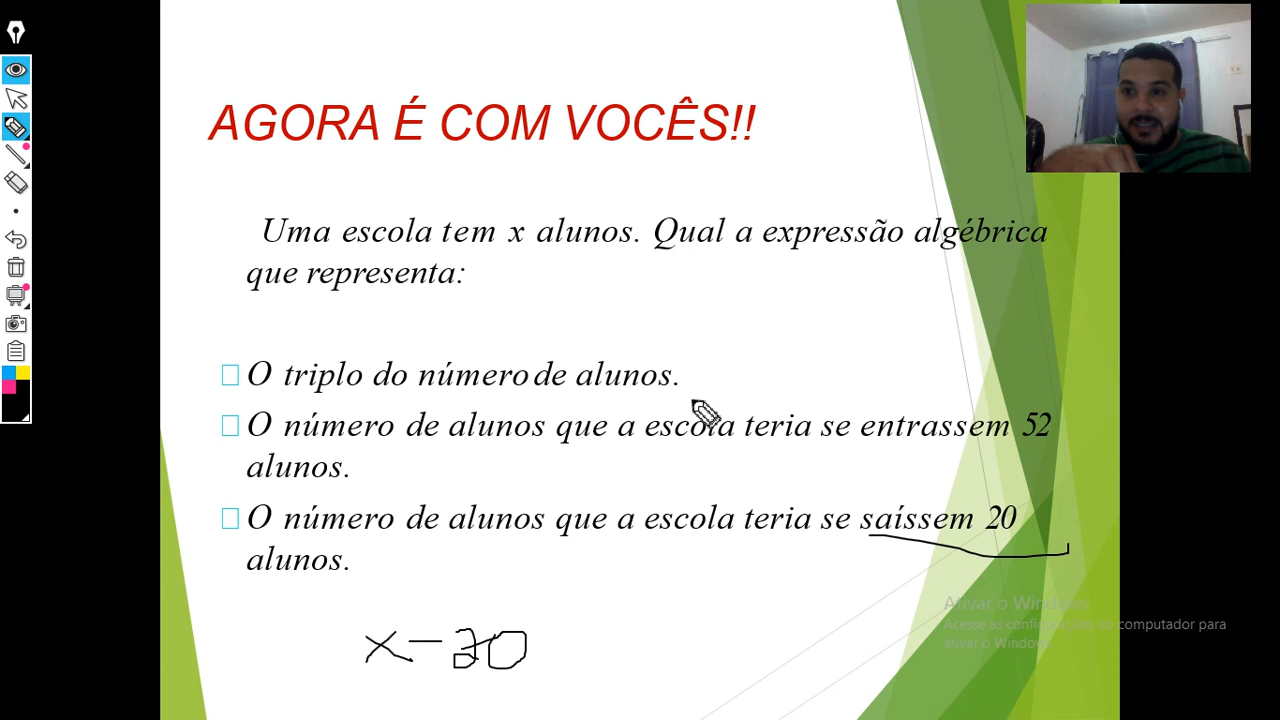 AGORA É COM VOCÊS!!
Uma escola tem x alunos. Qual a expressão algébrica
que representa:
O triplo do número de alunos.
O número de alunos que a escola teria se entrassem 52
alunos.
O número de alunos que a escola teria se saíssem 20
alunos.
x-20
Ativar o Windows
Acesse as configurações do computador para
ativar o Windows.